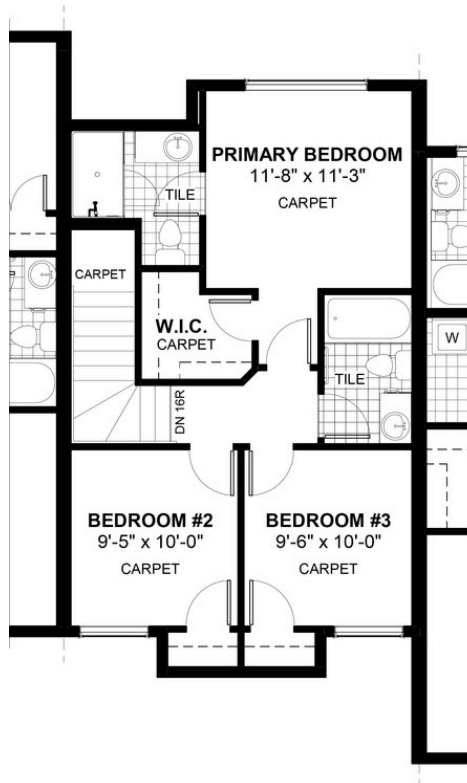 PRIMARY BEDROOM
11'-8" x 11'-3"
CARPET
TILE
CARPET
W.I.C.
CARPET
W
TILE
DN 16R
BEDROOM #2
9'-5" x 10'-0"
CARPET
BEDROOM #3
9'-6" x 10'-0"
CARPET